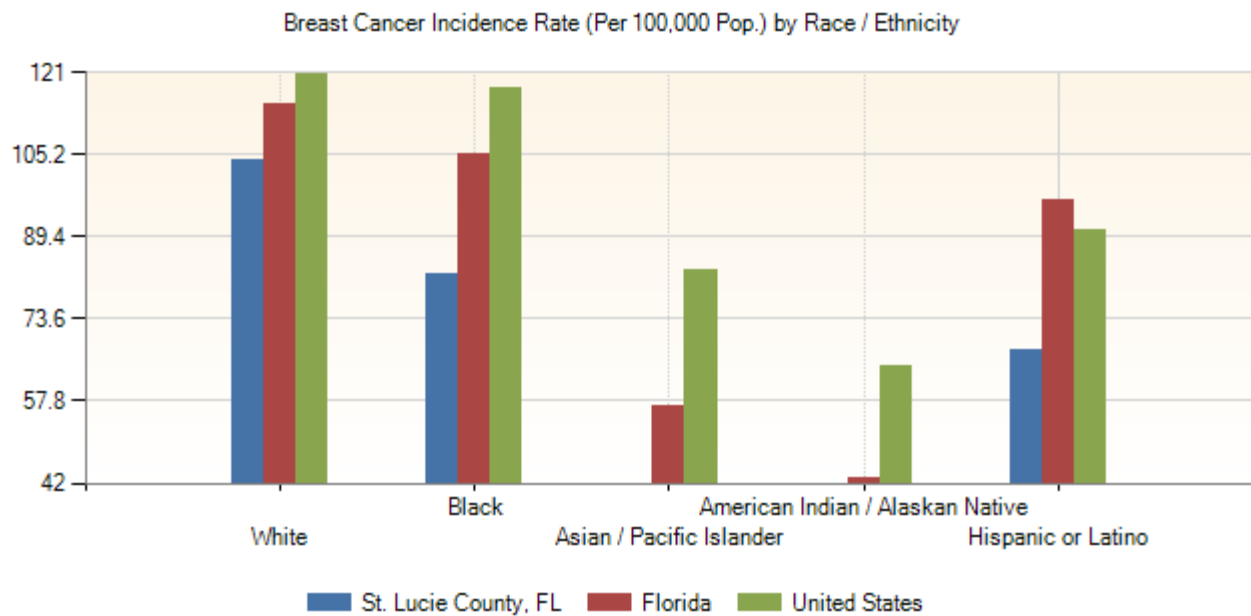 Breast Cancer Incidence Rate (Per 100,000 Pop.) by Race / Ethnicity
121
105.2
89.4
73.6
57.8
42
Black American Indian / Alaskan Native
White Asian / Pacific Islander Hispanic or Latino
St. Lucie County, FL Florida United States